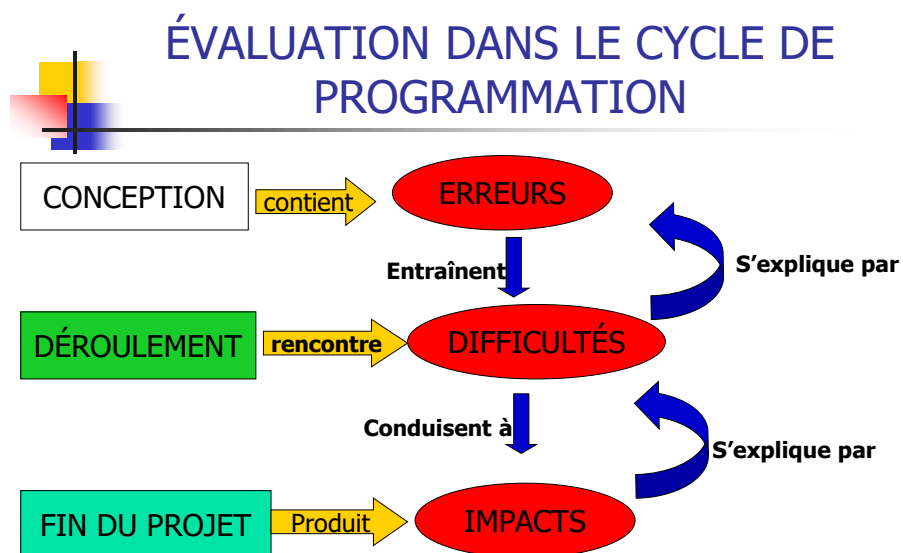 ÉVALUATION DANS LE CYCLE DE
PROGRAMMATION
CONCEPTION
contient
ERREURS
Entraînent
S'explique par
DÉROULEMENT
rencontre
DIFFICULTÉS
Conduisent à
S'explique par
FIN DU PROJET
Produit
IMPACTS